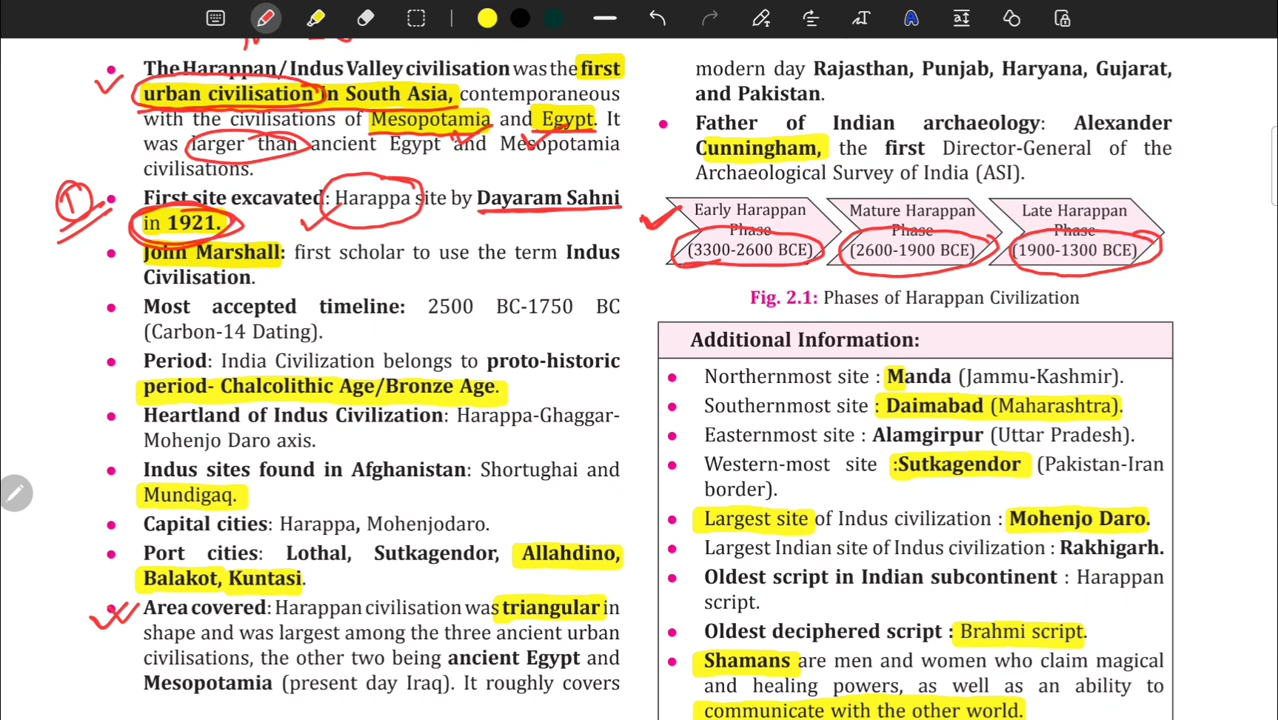 The Harappan/ Indus Valley civilisation was the first
urban civilisation in South Asia, contemporaneous
with the civilisations of Mesopotamia and Egypt. It
was larger than ancient Egypt and Mesopotamia
civilisations.
First site excavated: Harappa site by Dayaram Sahni
in 1921.
John Marshall: first scholar to use the term Indus
Civilisation.
Most accepted timeline: 2500 BC-1750 BC
(Carbon-14 Dating).
Period: India Civilization belongs to proto-historic
period- Chalcolithic Age/Bronze Age.
Heartland of Indus Civilization: Harappa-Ghaggar-
Mohenjo Daro axis.
Indus sites found in Afghanistan: Shortughai and
Mundigaq.
Capital cities: Harappa, Mohenjodaro.
Port cities: Lothal, Sutkagendor, Allahdino,
Balakot, Kuntasi.
Area covered: Harappan civilisation was triangular in
shape and was largest among the three ancient urban
civilisations, the other two being ancient Egypt and
Mesopotamia (present day Iraq). It roughly covers
modern day Rajasthan, Punjab, Haryana, Gujarat,
and Pakistan.
Father of Indian archaeology: Alexander
Cunningham, the first Director-General of the
Archaeological Survey of India (ASI).
Early Harappan
Phase
(3300-2600 BCE)
Mature Harappan
Phase
(2600-1900 BCE)
Late Harappan
Phase
(1900-1300 BCE)
Fig. 2.1: Phases of Harappan Civilization
Additional Information:
Northernmost site : Manda (Jammu-Kashmir).
Southernmost site : Daimabad (Maharashtra).
Easternmost site : Alamgirpur (Uttar Pradesh).
Western-most site :Sutkagendor (Pakistan-Iran
border).
Largest site of Indus civilization : Mohenjo Daro.
Largest Indian site of Indus civilization : Rakhigarh.
Oldest script in Indian subcontinent : Harappan
script.
Oldest deciphered script : Brahmi script.
Shamans are men and women who claim magical
and healing powers, as well as an ability to
communicate with the other world.